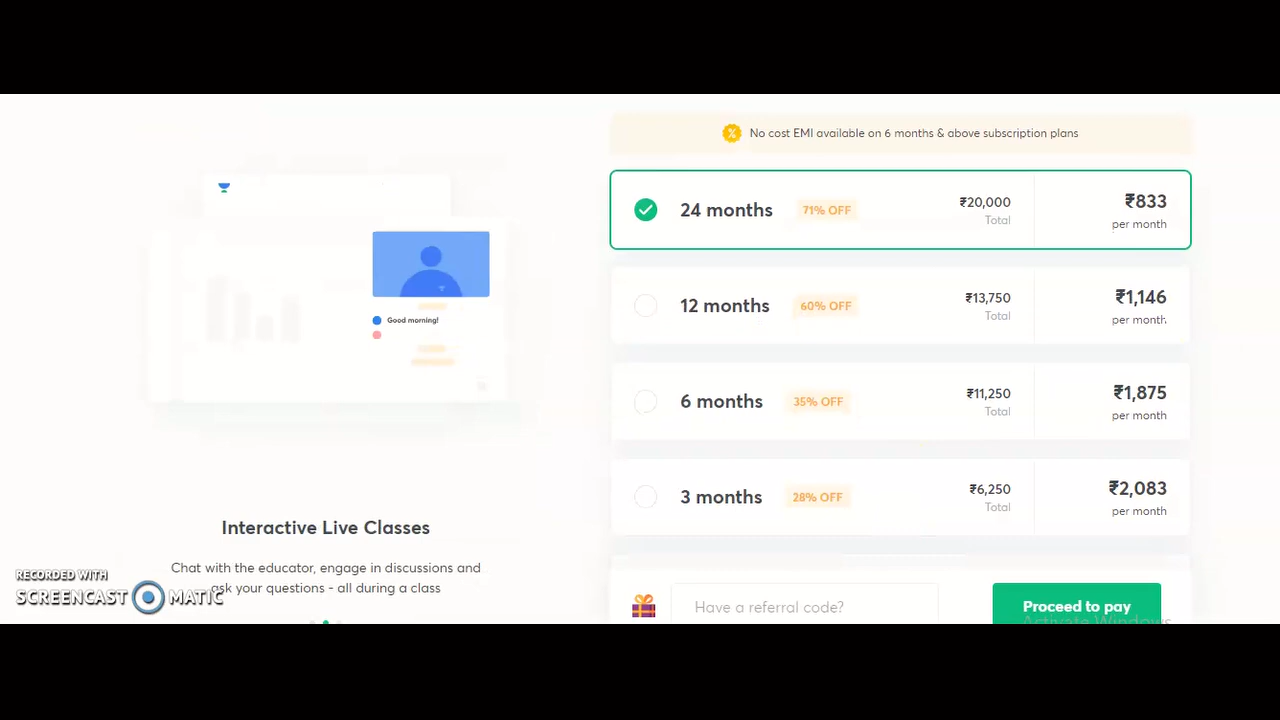 No cost EMI available on 6 months & above subscription plans
24 months 71% OFF ₹20,000 Total ₹833 per month
12 months 60% OFF ₹13,750 Total ₹1,146 per month
6 months 35% OFF ₹11,250 Total ₹1,875 per month
3 months 28% OFF ₹6,250 Total ₹2,083 per month
Have a referral code? Proceed to pay
Activate Windows
Good morning!
Interactive Live Classes
Chat with the educator, engage in discussions and
ask your questions - all during a class
RECORDED WITH
SCREENCAST MATIC